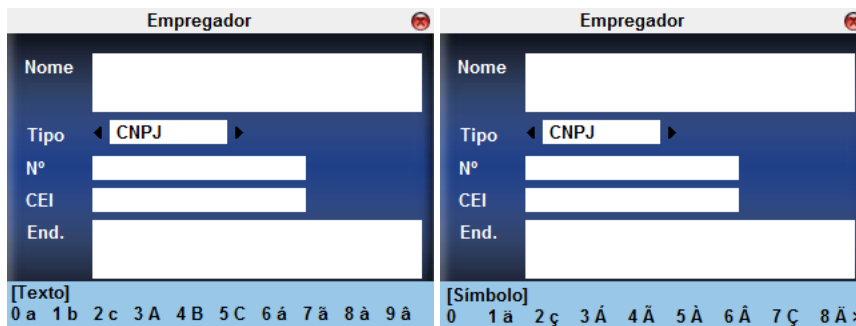 Empregador
Nome
Tipo CNPJ
Nº
CEI
End.
[Texto]
0 a 1 b 2 c 3 A 4 B 5 C 6 á 7 ã 8 à 9 â
Empregador
Nome
Tipo CNPJ
Nº
CEI
End.
[Símbolo]
0 1 ä 2 ç 3 Á 4 Ã 5 À 6 Â 7 Ç 8 Ä >